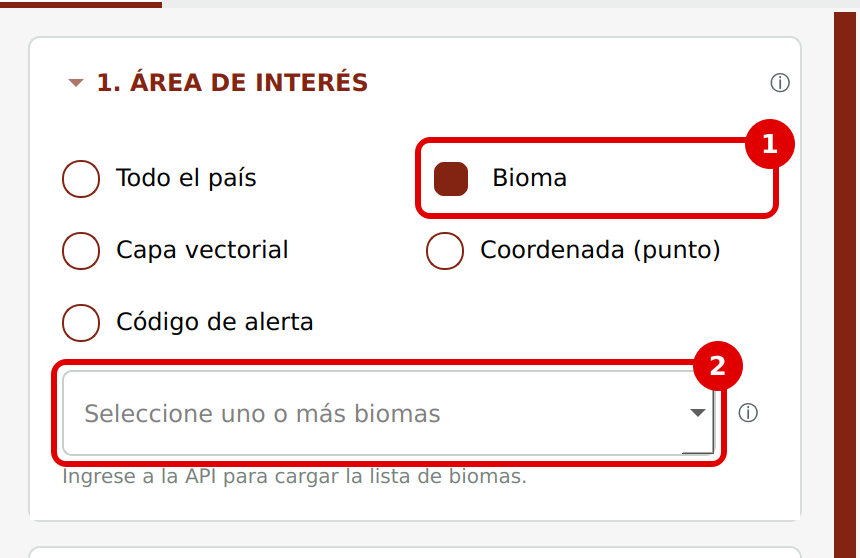 1. ÁREA DE INTERÉS
1
Todo el país
Bioma
Capa vectorial
Coordenada (punto)
Código de alerta
2
Seleccione uno o más biomas
Ingrese a la API para cargar la lista de biomas.